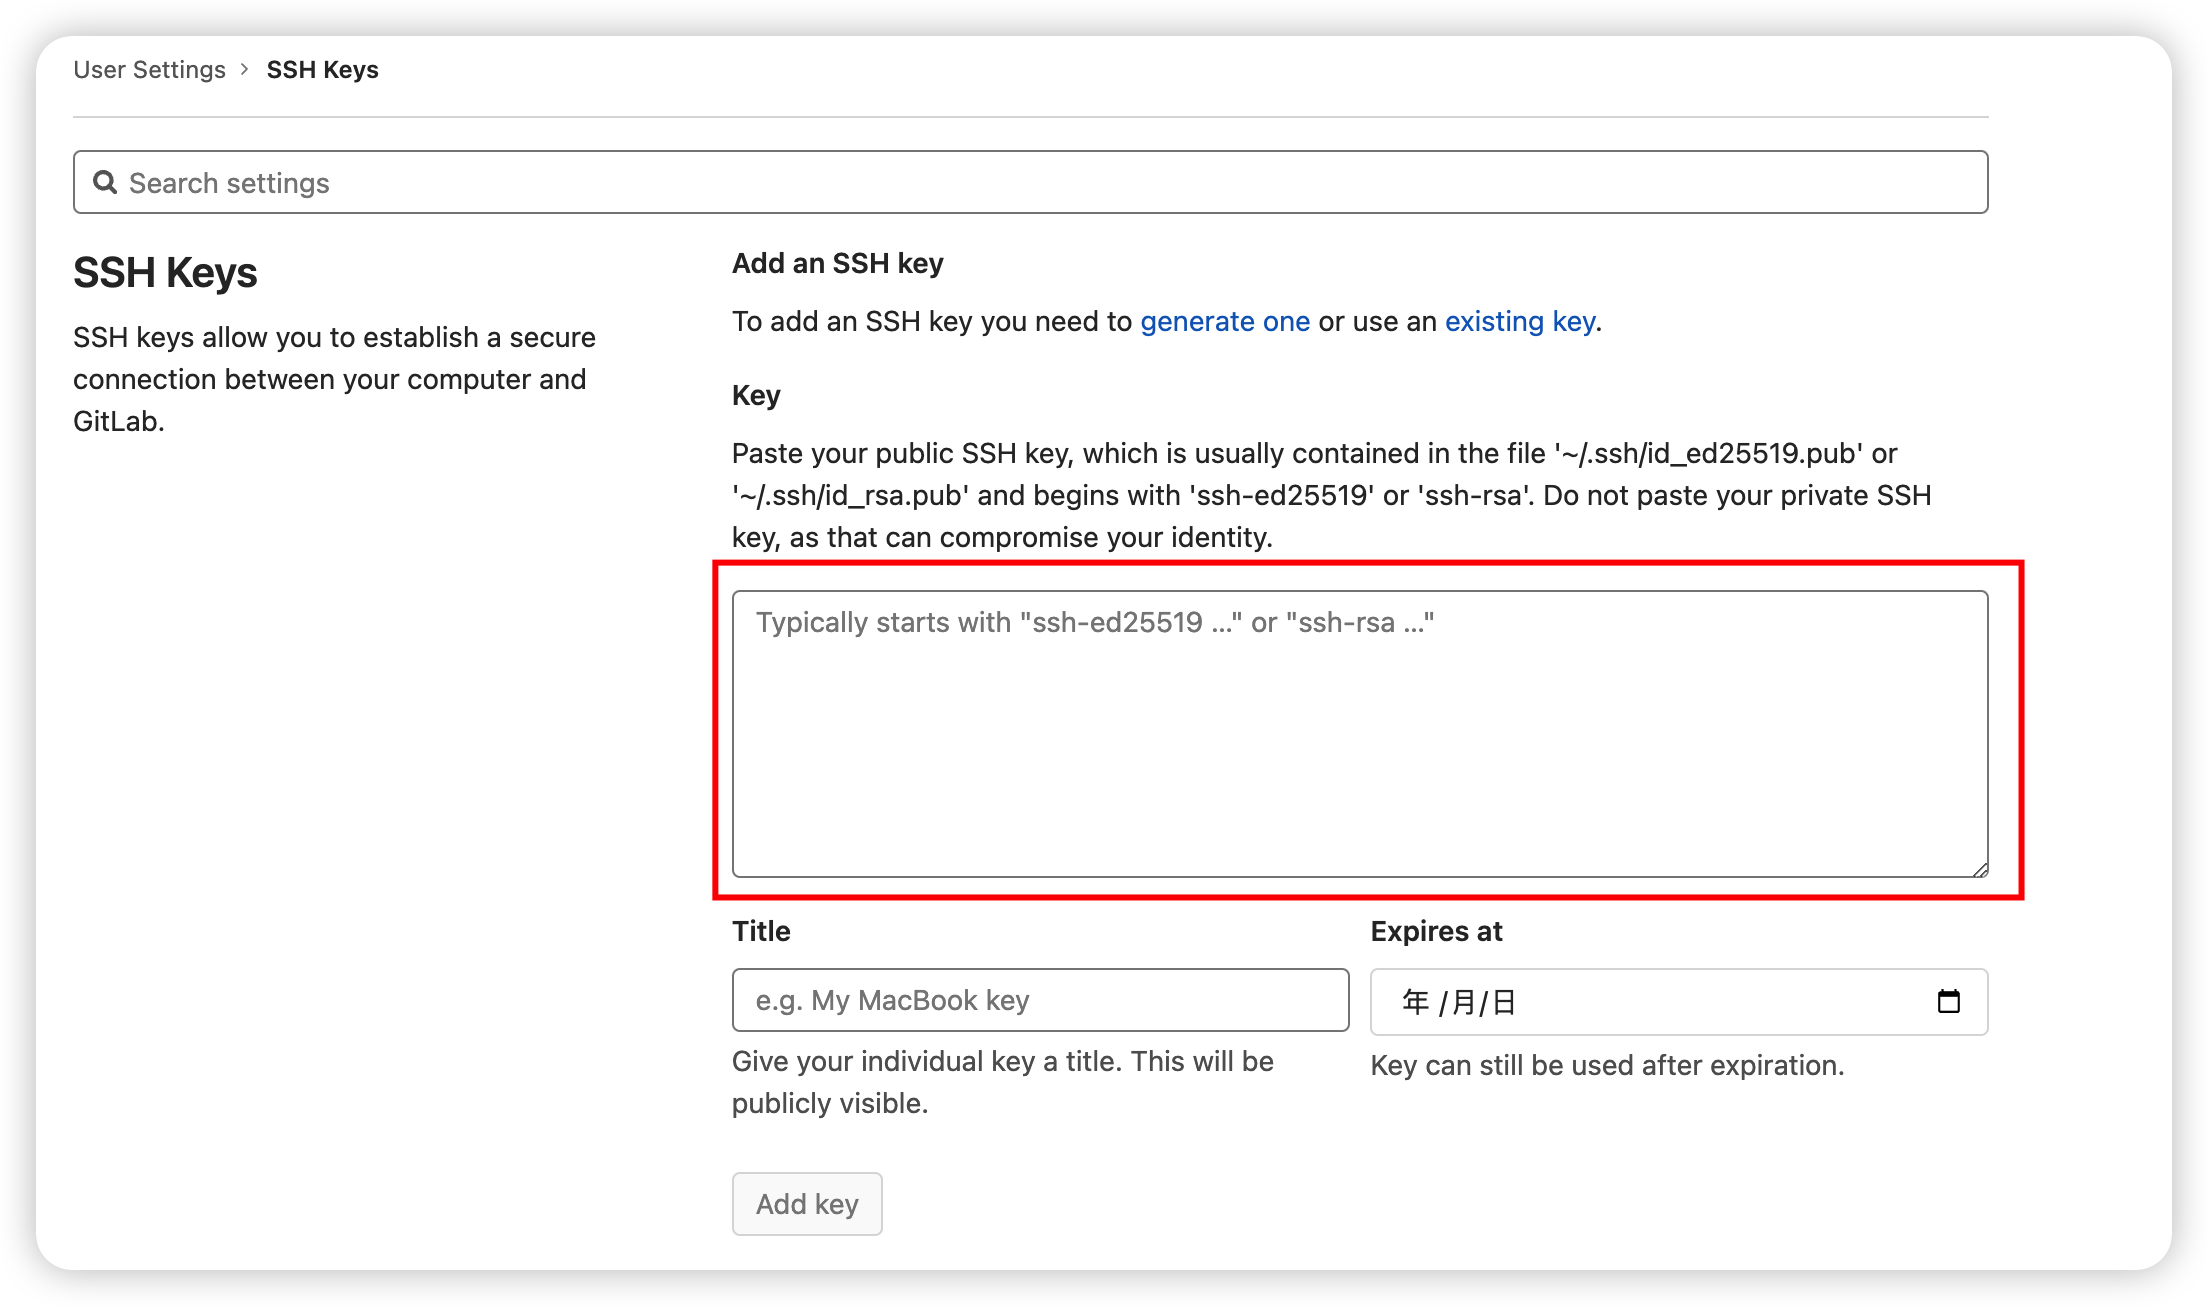 User Settings > SSH Keys
Search settings
SSH Keys
SSH keys allow you to establish a secure
connection between your computer and
GitLab.
Add an SSH key
To add an SSH key you need to generate one or use an existing key.
Key
Paste your public SSH key, which is usually contained in the file '~/.ssh/id_ed25519.pub' or
'~/.ssh/id_rsa.pub' and begins with 'ssh-ed25519' or 'ssh-rsa'. Do not paste your private SSH
key, as that can compromise your identity.
Typically starts with "ssh-ed25519 ..." or "ssh-rsa ..."
Title
e.g. My MacBook key
Give your individual key a title. This will be
publicly visible.
Expires at
年 /月/日
Key can still be used after expiration.
Add key